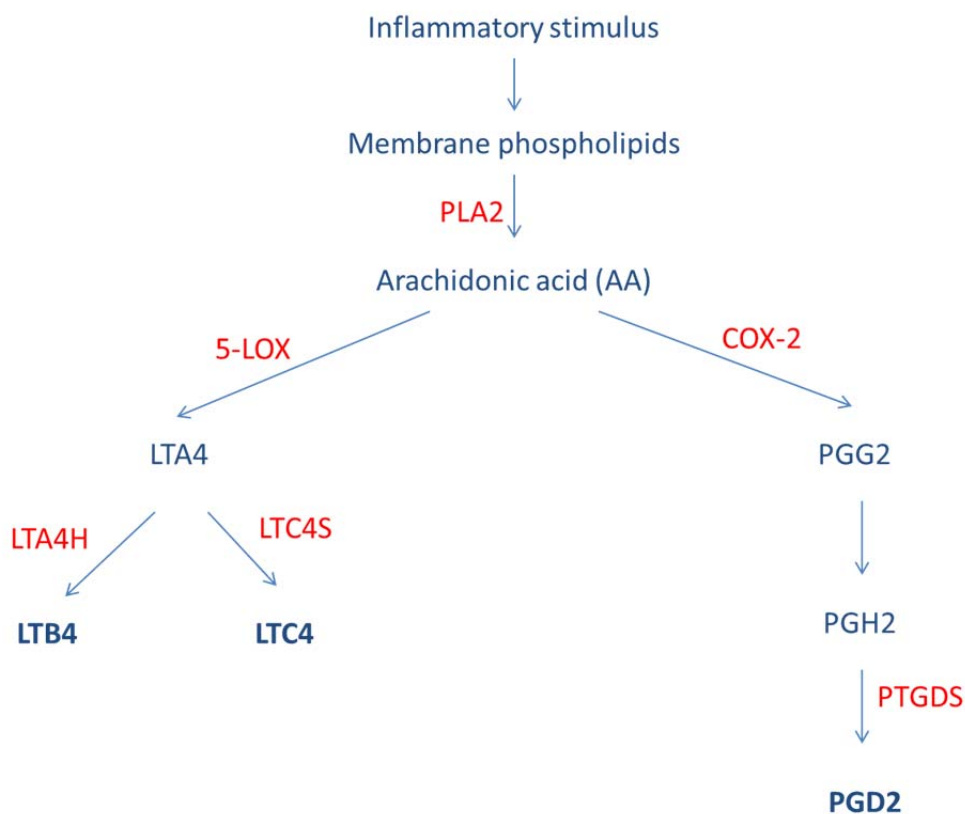 Inflammatory stimulus
Membrane phospholipids
PLA2
Arachidonic acid (AA)
5-LOX
COX-2
LTA4
PGG2
LTA4H
LTC4S
LTB4
LTC4
PGH2
PTGDS
PGD2